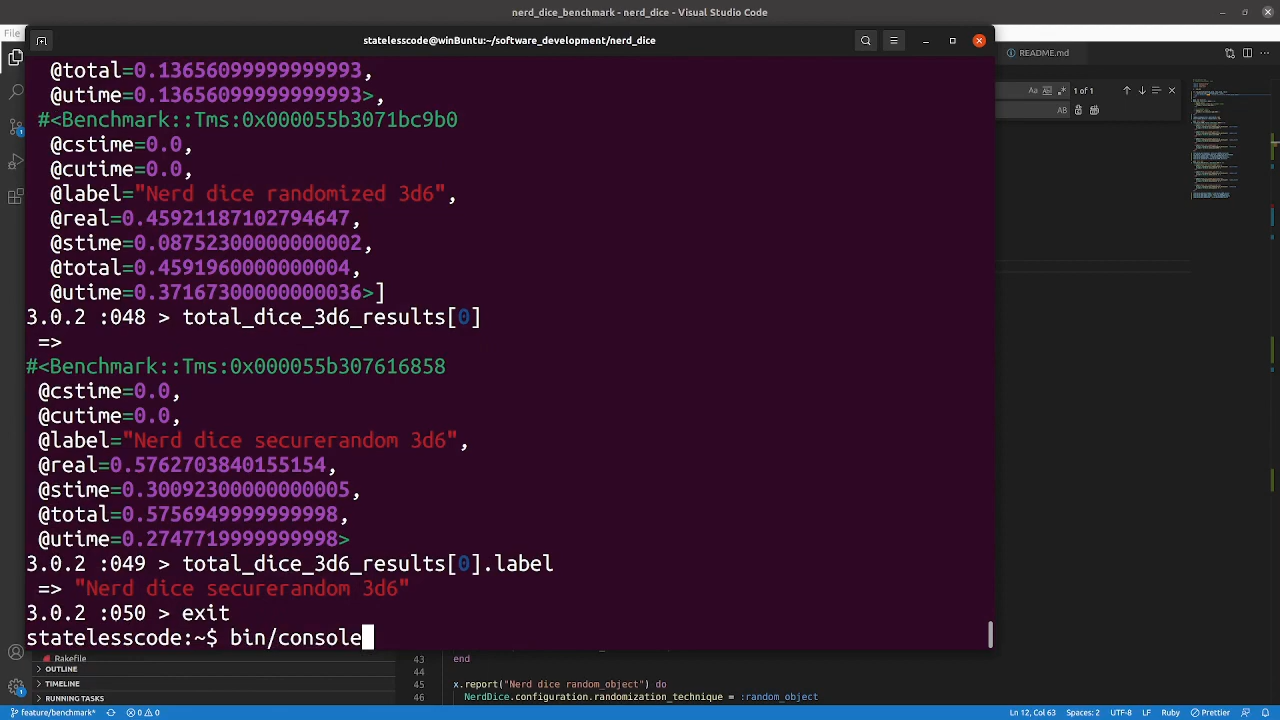 nerd_dice_benchmark - nerd_dice - Visual Studio Code
File
statelesscode@winBuntu:~/software_development/nerd_dice
README.md
Aa
1 of 1
AB
@total=0.13656099999999993,
@utime=0.13656099999999993>,
#<Benchmark::Tms:0x000055b3071bc9b0
@cstime=0.0,
@cutime=0.0,
@label="Nerd dice randomized 3d6",
@real=0.45921187102794647,
@stime=0.08752300000000002,
@total=0.4591960000000004,
@utime=0.37167300000000036>]
3.0.2 :048 > total_dice_3d6_results[0]
=>
#<Benchmark::Tms:0x000055b307616858
@cstime=0.0,
@cutime=0.0,
@label="Nerd dice securerandom 3d6",
@real=0.5762703840155154,
@stime=0.30092300000000005,
@total=0.5756949999999998,
@utime=0.2747719999999998>
3.0.2 :049 > total_dice_3d6_results[0].label
=> "Nerd dice securerandom 3d6"
3.0.2 :050 > exit
statelesscode:~$ bin/console
Rakefile
OUTLINE
TIMELINE
RUNNING TASKS
43 end
44
45 x.report("Nerd dice random_object") do
46 NerdDice.configuration.randomization_technique = :random_object
feature/benchmark* 0 0 Ln 12, Col 63 Spaces: 2 UTF-8 LF Ruby Prettier